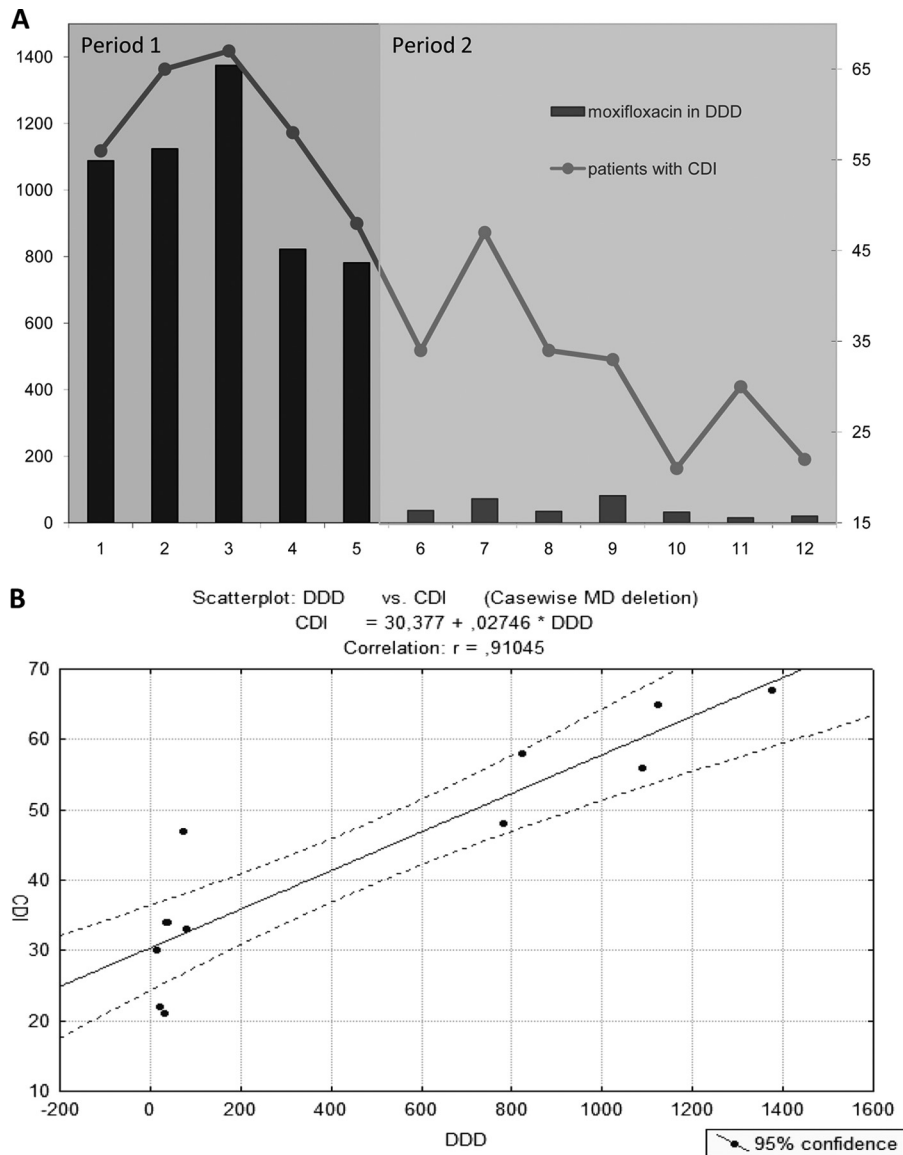 A
Period 1
Period 2
1400
1200
1000
800
600
400
200
0
65
55
45
35
25
15
moxifloxacin in DDD
patients with CDI
1 2 3 4 5 6 7 8 9 10 11 12
B
Scatterplot: DDD vs. CDI (Casewise MD deletion)
CDI = 30,377 + ,02746 * DDD
Correlation: r = ,91045
70
60
50
40
30
20
10
CDI
-200 0 200 400 600 800 1000 1200 1400 1600
DDD
95% confidence